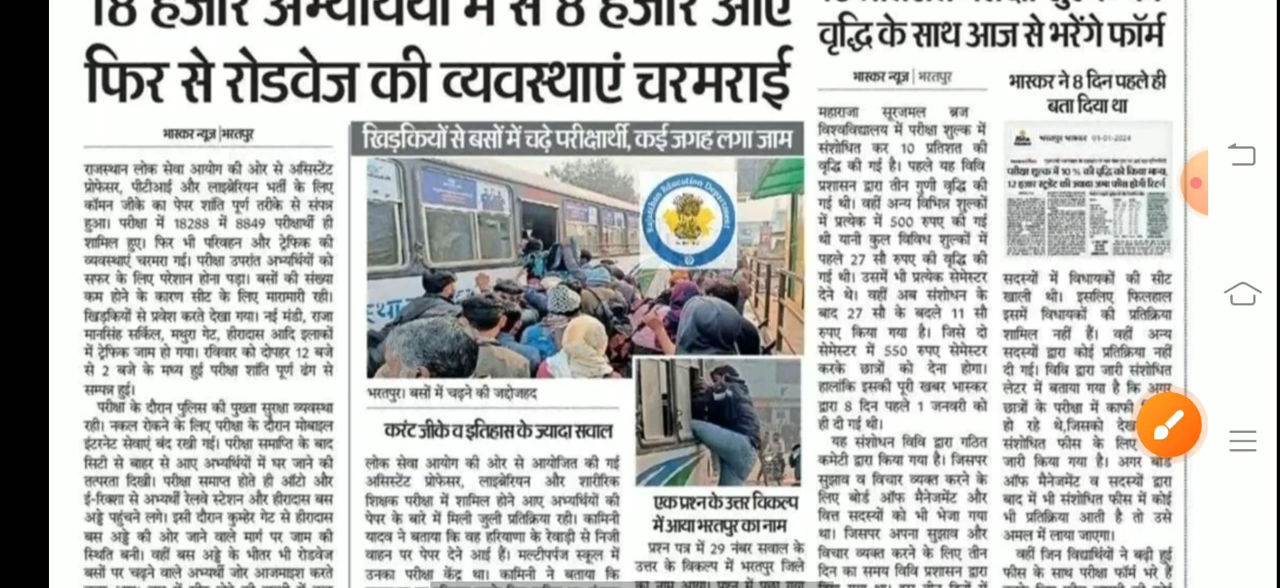 18 हजार अभ्यर्थियों में से 8 हजार आए
फिर से रोडवेज की व्यवस्थाएं चरमराई
भास्कर न्यूज|भरतपुर
राजस्थान लोक सेवा आयोग की ओर से असिस्टेंट
प्रोफेसर, पीटीआई और लाइब्रेरियन भर्ती के लिए
कॉमन जीके का पेपर शांति पूर्ण तरीके से संपन्न
हुआ। परीक्षा में 18288 में 8849 परीक्षार्थी ही
शामिल हुए। फिर भी परिवहन और ट्रैफिक की
व्यवस्थाएं चरमरा गई। परीक्षा उपरांत अभ्यर्थियों को
सफर के लिए परेशान होना पड़ा। बसों की संख्या
कम होने के कारण सीट के लिए मारामारी रही।
खिड़कियों से प्रवेश करते देखा गया। नई मंडी, राजा
मानसिंह सर्किल, मथुरा गेट, हीरादास आदि इलाकों
में ट्रैफिक जाम हो गया। रविवार को दोपहर 12 बजे
से 2 बजे के मध्य हुई परीक्षा शांति पूर्ण ढंग से
सम्पन्न हुई।
परीक्षा के दौरान पुलिस की पुख्ता सुरक्षा व्यवस्था
रही। नकल रोकने के लिए परीक्षा के दौरान मोबाइल
इंटरनेट सेवाएं बंद रखी गई। परीक्षा समाप्ति के बाद
सिटी से बाहर से आए अभ्यर्थियों में घर जाने की
तत्परता दिखी। परीक्षा समाप्त होते ही ऑटो और
ई-रिक्शा से अभ्यर्थी रेलवे स्टेशन और हीरादास बस
अड्डे पहुंचने लगे। इसी दौरान कुम्हेर गेट से हीरादास
बस अड्डे की ओर जाने वाले मार्ग पर जाम की
स्थिति बनी। वहीं बस अड्डे के भीतर भी रोडवेज
बसों पर चढ़ने वाले अभ्यर्थी जोर आजमाइश करते
खिड़कियों से बसों में चढ़े परीक्षार्थी, कई जगह लगा जाम
Rajasthan Education Department
भरतपुर। बसों में चढ़ने की जद्दोजहद
करंट जीके व इतिहास के ज्यादा सवाल
लोक सेवा आयोग की ओर से आयोजित की गई
असिस्टेंट प्रोफेसर, लाइब्रेरियन और शारीरिक
शिक्षक परीक्षा में शामिल होने आए अभ्यर्थियों की
पेपर के बारे में मिली जुली प्रतिक्रिया रही। कामिनी
यादव ने बताया कि वह हरियाणा के रेवाड़ी से निजी
वाहन पर पेपर देने आई हैं। मल्टीपर्पज स्कूल में
उनका परीक्षा केंद्र था। कामिनी ने बताया कि
एक प्रश्न के उत्तर विकल्प
में आया भरतपुर का नाम
प्रश्न पत्र में 29 नंबर सवाल के
उत्तर के विकल्प में भरतपुर जिले
वृद्धि के साथ आज से भरेंगे फॉर्म
भास्कर न्यूज|भरतपुर
महाराजा सूरजमल ब्रज
विश्वविद्यालय में परीक्षा शुल्क में
संशोधित कर 10 प्रतिशत की
वृद्धि की गई है। पहले यह विवि
प्रशासन द्वारा तीन गुणी वृद्धि की
गई थी। वहीं अन्य विभिन्न शुल्कों
में प्रत्येक में 500 रुपए की गई
थी यानी कुल विविध शुल्कों में
पहले 27 सौ रुपए की वृद्धि की
गई थी। उसमें भी प्रत्येक सेमेस्टर
देने थे। वहीं अब संशोधन के
बाद 27 सौ के बदले 11 सौ
रुपए किया गया है। जिसे दो
सेमेस्टर में 550 रुपए सेमेस्टर
करके छात्रों को देना होगा।
हालांकि इसकी पूरी खबर भास्कर
द्वारा 8 दिन पहले 1 जनवरी को
ही दी गई थी।
यह संशोधन विवि द्वारा गठित
कमेटी द्वारा किया गया है। जिसपर
सुझाव व विचार व्यक्त करने के
लिए बोर्ड ऑफ मैनेजमेंट और
वित्त सदस्यों को भी भेजा गया
था। जिसपर अपना सुझाव और
विचार व्यक्त करने के लिए तीन
दिन का समय विवि प्रशासन द्वारा
भास्कर ने 8 दिन पहले ही
बता दिया था
भरतपुर भास्कर 01-01-2024
परीक्षा शुल्क में 10 % की वृद्धि को किया मान्य,
सदस्यों में विधायकों की सीट
खाली थी। इसलिए फिलहाल
इसमें विधायकों की प्रतिक्रिया
शामिल नहीं हैं। वहीं अन्य
सदस्यों द्वारा कोई प्रतिक्रिया नहीं
दी गई। विवि द्वारा जारी संशोधित
लेटर में बताया गया है कि अगर
छात्रों के परीक्षा में काफी
हो रहे थे,जिसको
संशोधित फीस के लिए
जारी किया गया है। अगर बोर्ड
ऑफ मैनेजमेंट व सदस्यों द्वारा
बाद में भी संशोधित फीस में कोई
भी प्रतिक्रिया आती है तो उसे
अमल में लाया जाएगा।
वहीं जिन विद्यार्थियों ने बढ़ी हुई
फीस के साथ परीक्षा फॉर्म भरे हैं